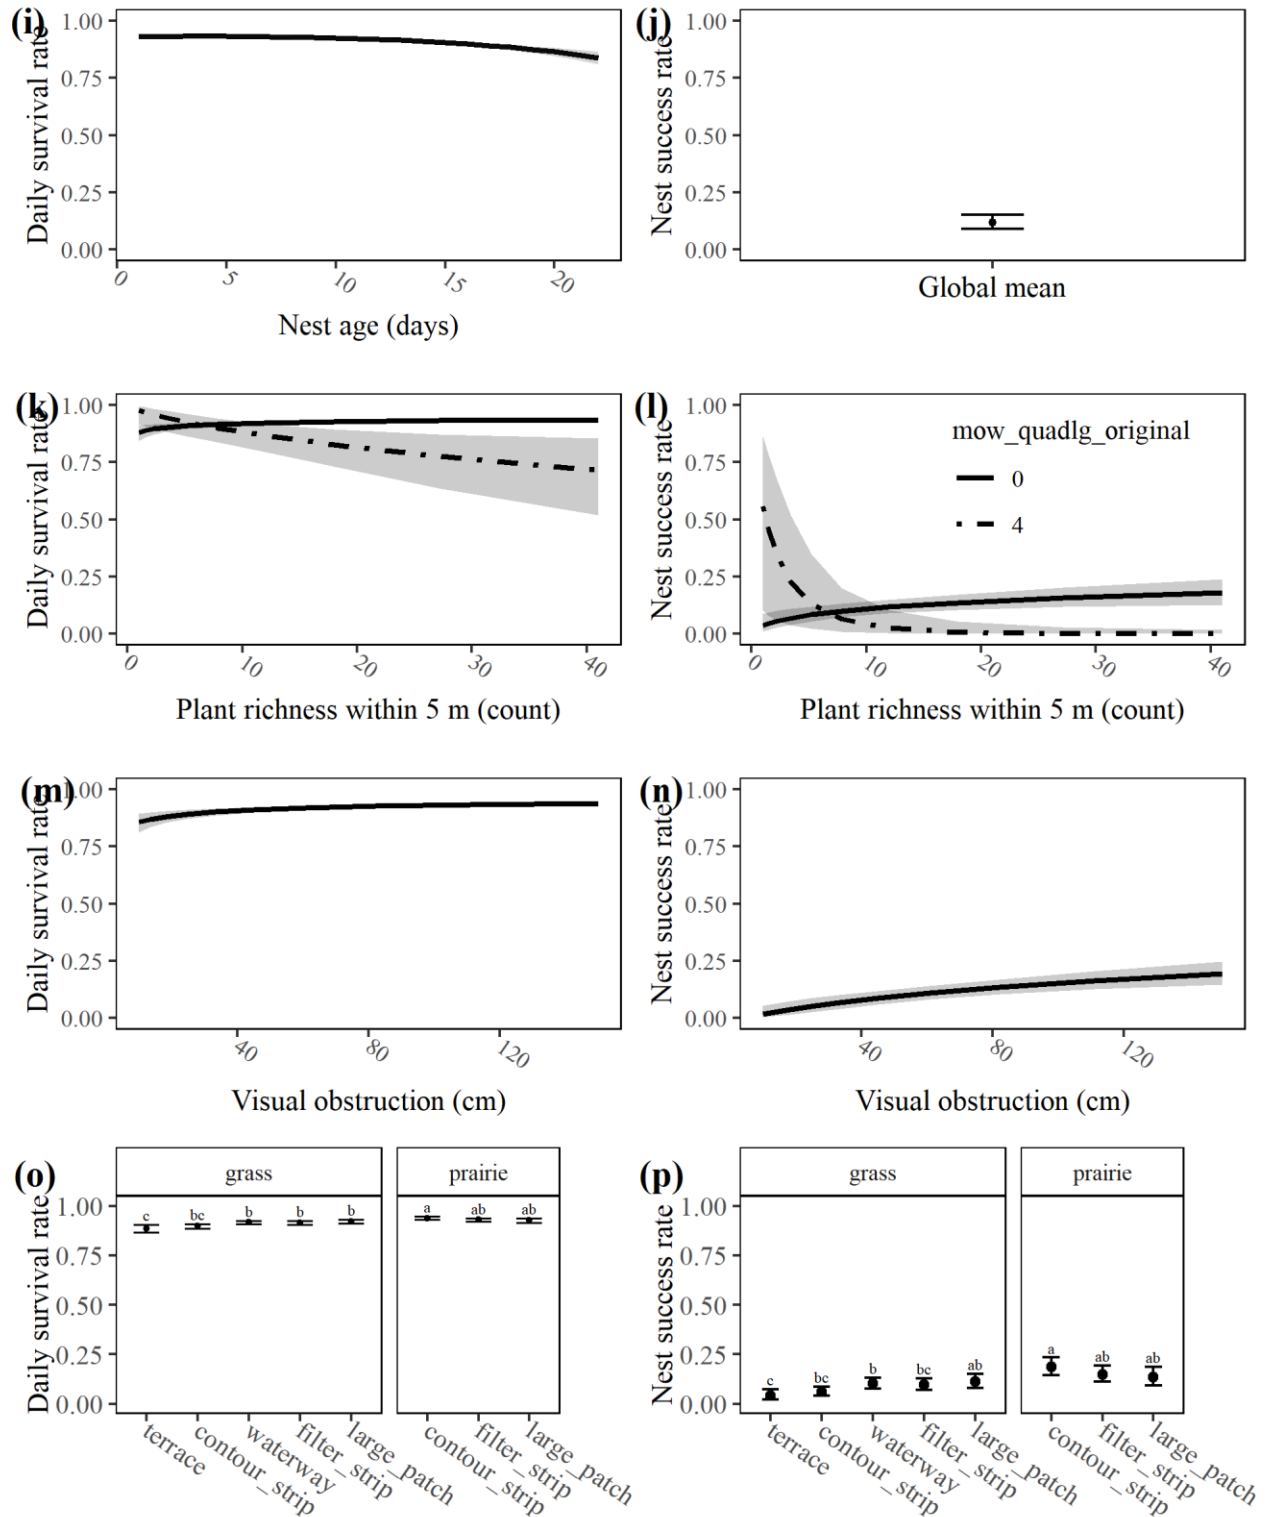 (i)
Daily survival rate
1.00
0.75
0.50
0.25
0.00
0
5
10
15
20
Nest age (days)
(j)
Nest success rate
1.00
0.75
0.50
0.25
0.00
Global mean
(k)
Daily survival rate
1.00
0.75
0.50
0.25
0.00
0
10
20
30
40
Plant richness within 5 m (count)
(l)
Nest success rate
1.00
0.75
0.50
0.25
0.00
mow_quadlg_original
0
4
0
10
20
30
40
Plant richness within 5 m (count)
(m)
Daily survival rate
1.00
0.75
0.50
0.25
0.00
40
80
120
Visual obstruction (cm)
(n)
Nest success rate
1.00
0.75
0.50
0.25
0.00
40
80
120
Visual obstruction (cm)
(o)
grass
prairie
Daily survival rate
1.00
0.75
0.50
0.25
0.00
c
bc
b
b
b
a
ab
ab
terrace
contour_strip
waterway
filter_strip
large_patch
contour_strip
filter_strip
large_patch
(p)
grass
prairie
Nest success rate
1.00
0.75
0.50
0.25
0.00
c
bc
b
bc
ab
a
ab
ab
terrace
contour_strip
waterway
filter_strip
large_patch
contour_strip
filter_strip
large_patch